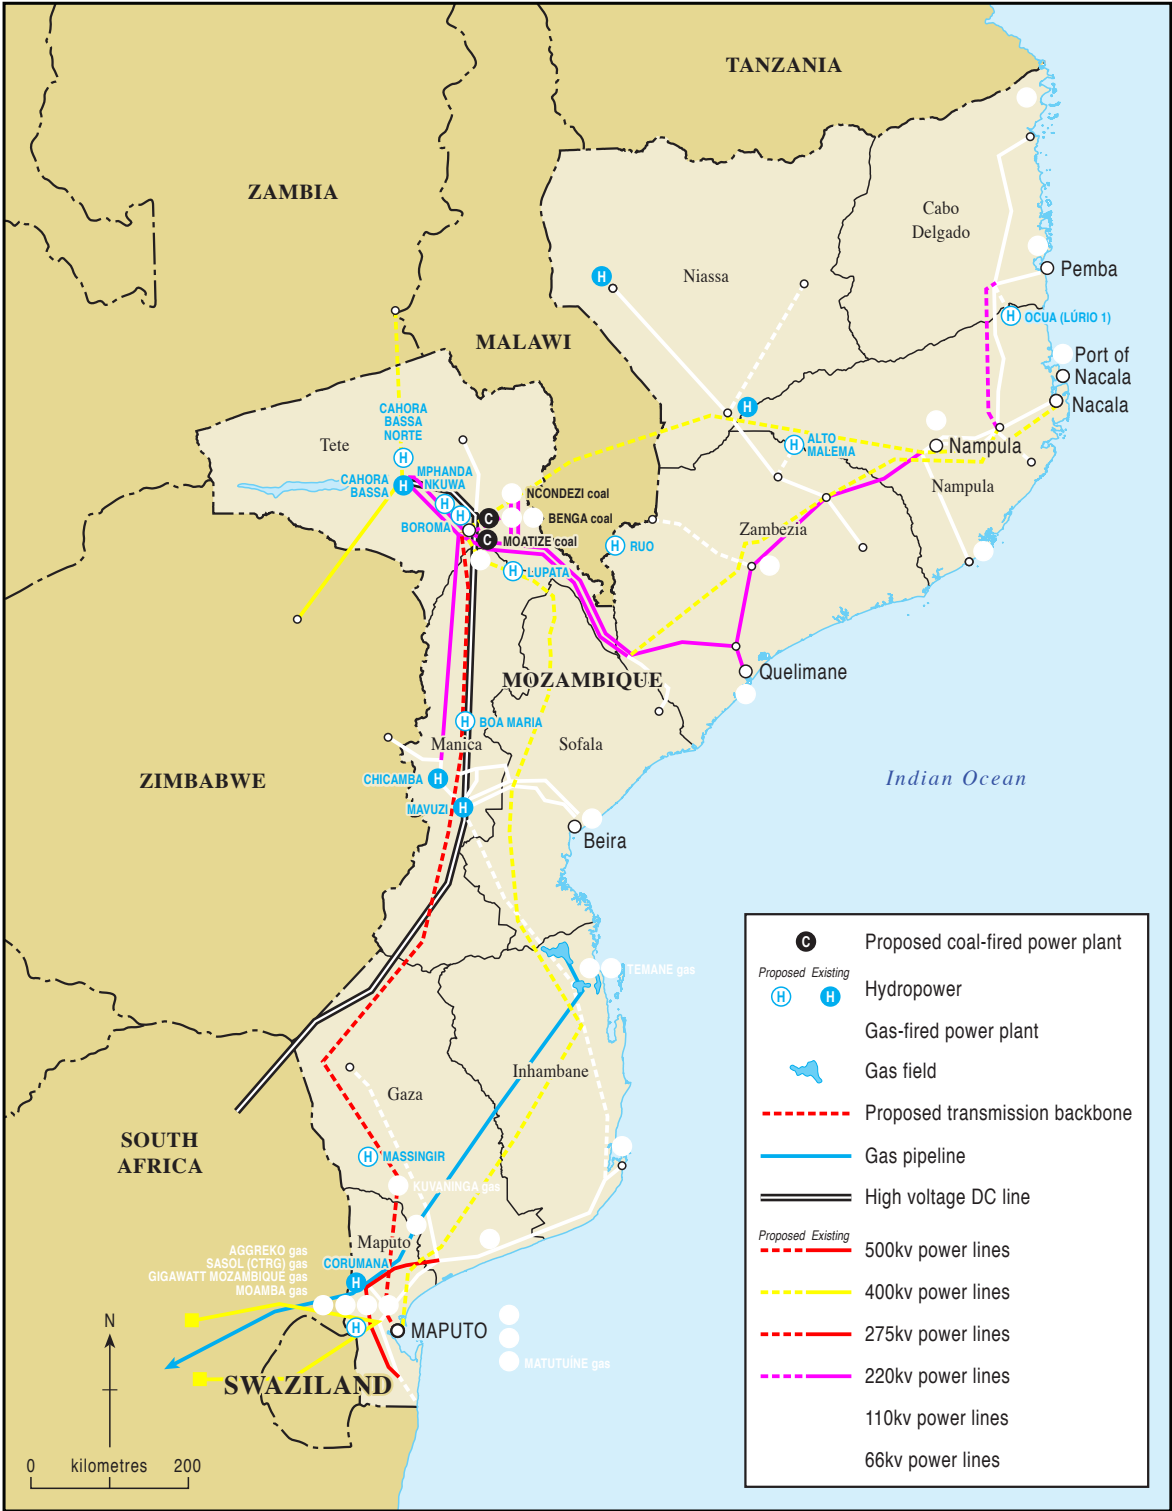 TANZANIA
ZAMBIA
Cabo
Delgado
Niassa
Pemba
OCUA (LÚRIO 1)
MALAWI
Port of
Nacala
Nacala
CAHORA
BASSA
NORTE
Tete
ALTO
MALEMA
Nampula
Nampula
CAHORA
BASSA
MPHANDA
NKUWA
NCONDEZI coal
BENGA coal
BOROMA
MOATIZE coal
Zambezia
RUO
LUPATA
MOZAMBIQUE
Quelimane
BOA MARIA
Manica
Sofala
ZIMBABWE
CHICAMBA
Indian Ocean
MAVUZI
Beira
TEMANE gas
Inhambane
Gaza
SOUTH
AFRICA
MASSINGIR
KUVANINGA gas
Maputo
AGGREKO gas
SASOL (CTRG) gas
GIGAWATT MOZAMBIQUE gas
MOAMBA gas
CORUMANA
MAPUTO
MATUTUÍNE gas
SWAZILAND
N
0 kilometres 200
C Proposed coal-fired power plant
Proposed Existing
H H Hydropower
Gas-fired power plant
Gas field
Proposed transmission backbone
Gas pipeline
High voltage DC line
Proposed Existing
500kv power lines
400kv power lines
275kv power lines
220kv power lines
110kv power lines
66kv power lines